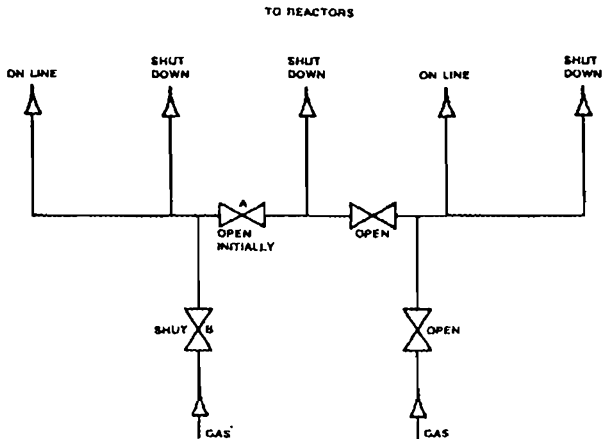 TO REACTORS
ON LINE
SHUT
DOWN
SHUT
DOWN
ON LINE
SHUT
DOWN
A
OPEN
INITIALLY
OPEN
SHUT
B
OPEN
GAS
GAS